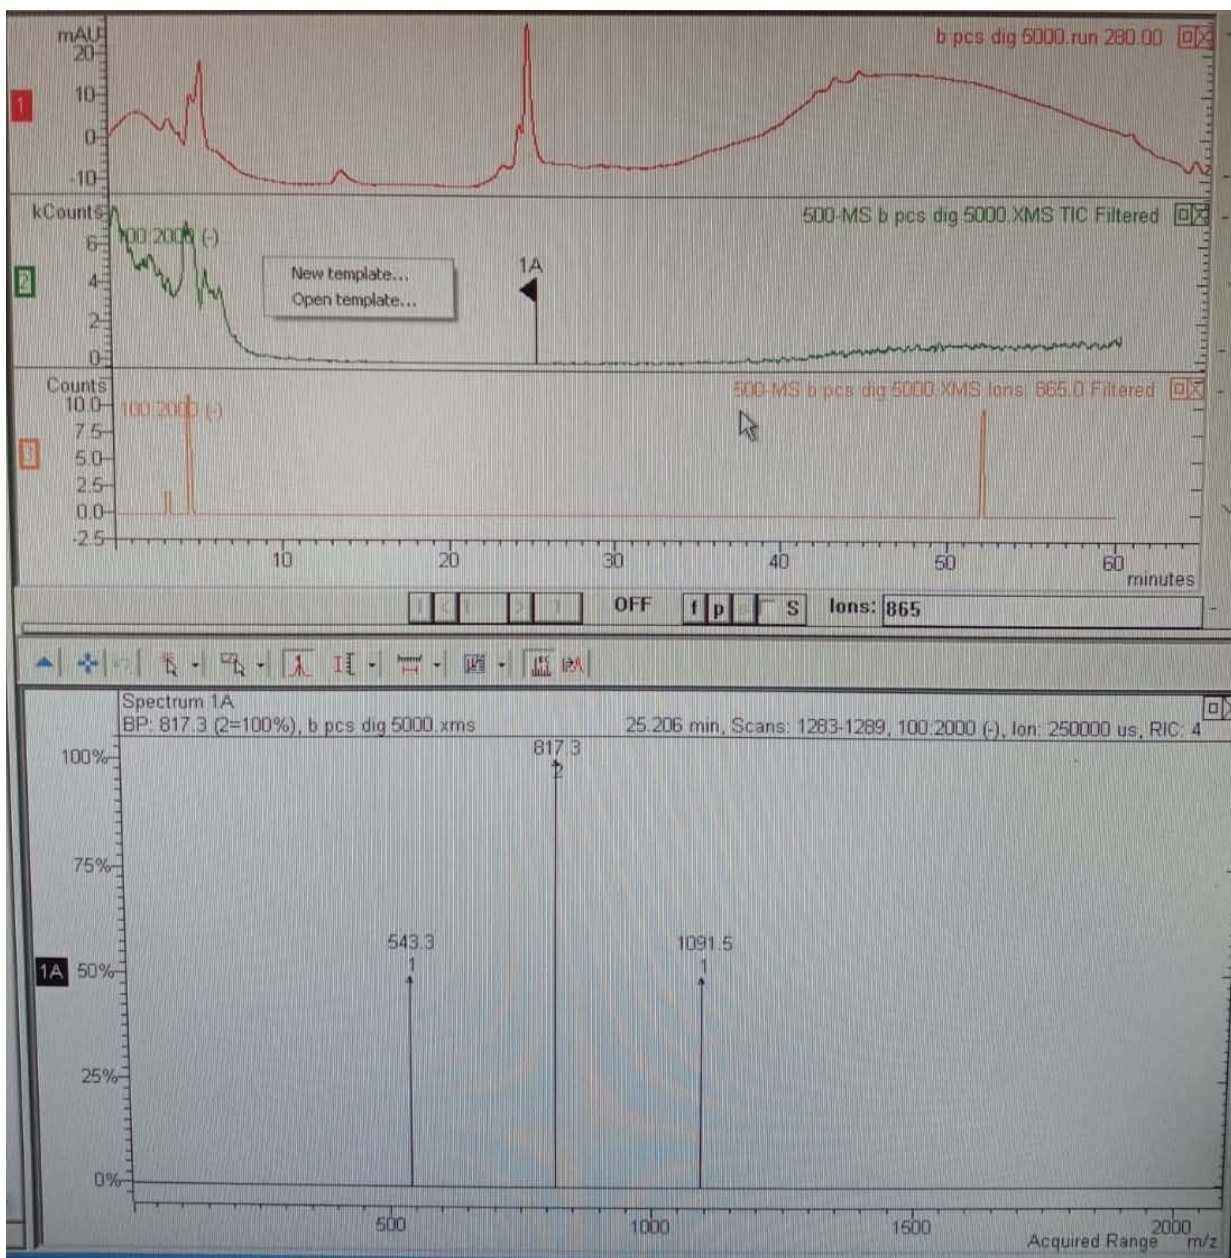 mAU
b pcs dig 5000.run 280.00
20
10
0
-10
1
kCounts
500-MS b pcs dig 5000.XMS TIC Filtered
100:2000 (-)
6
4
2
0
2
New template...
Open template...
1A
Counts
500-MS b pcs dig 5000.XMS Ions: 865.0 Filtered
100:2000 (-)
10.0
7.5
5.0
2.5
0.0
-2.5
3
10 20 30 40 50 60
minutes
OFF f p s S Ions: 865
Spectrum 1A
BP: 817.3 (2=100%), b pcs dig 5000.xms 25.206 min, Scans: 1283-1289, 100:2000 (-), Ion: 250000 us, RIC: 4
100%
817.3
2
75%
543.3
1
1091.5
1
1A
50%
25%
0%
500 1000 1500 2000
Acquired Range m/z